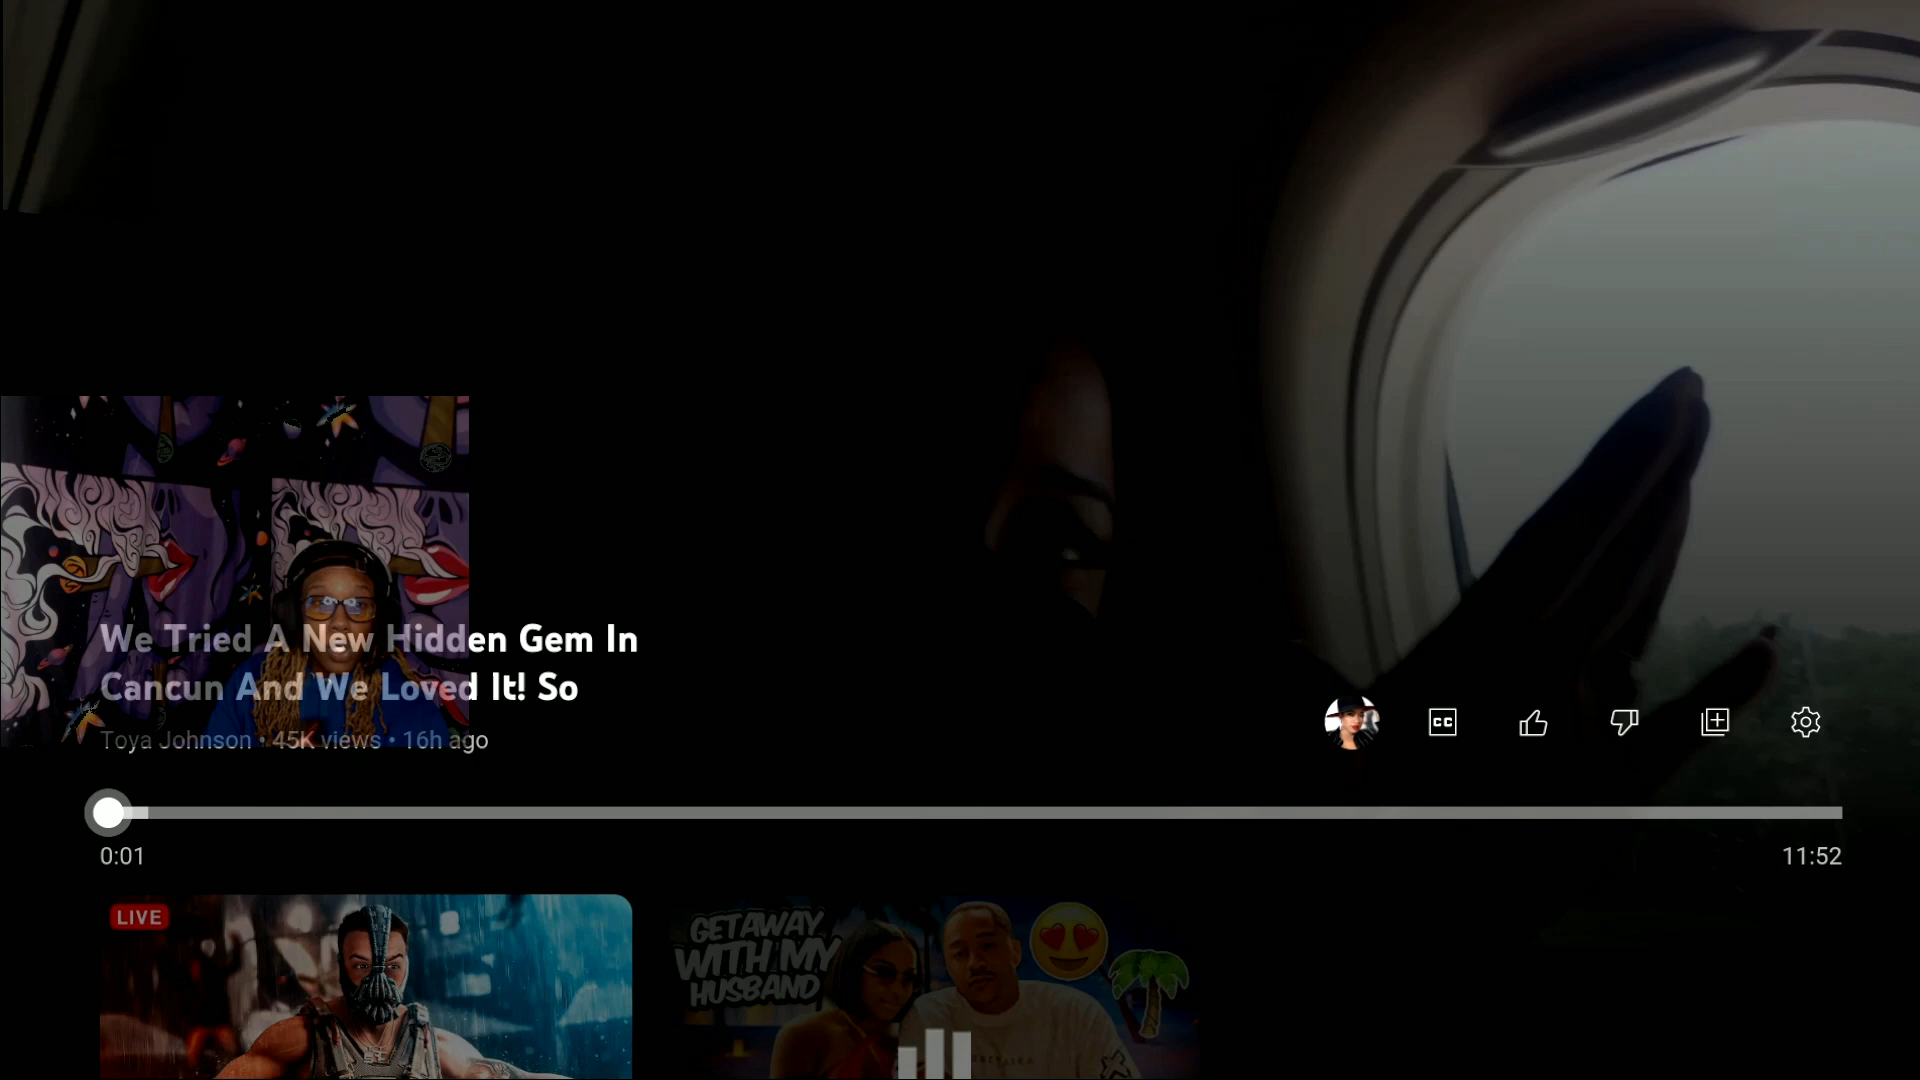 We Tried A New Hidden Gem In
Cancun And We Loved It! So
Toya Johnson • 45K views • 16h ago
CC
0:01
11:52
LIVE
GETAWAY
WITH MY
HUSBAND